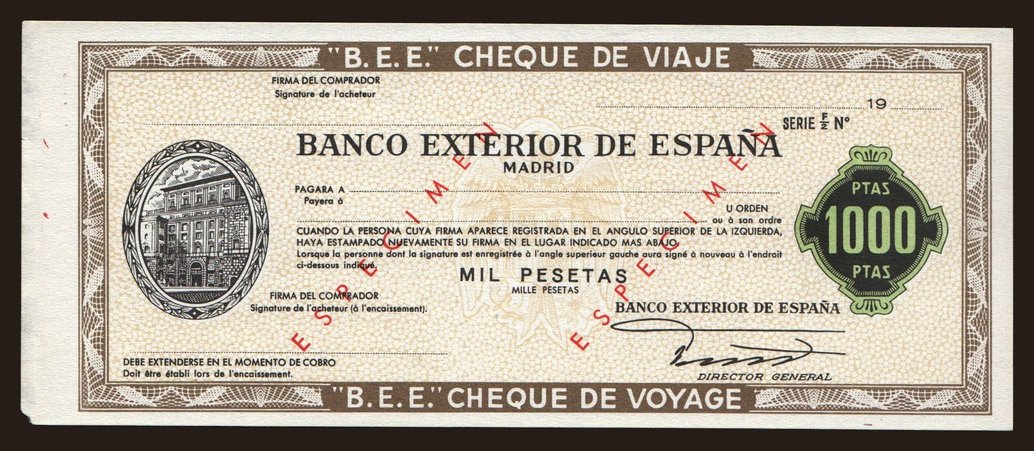 "B.E.E." CHEQUE DE VIAJE
FIRMA DEL COMPRADOR
Signature de l'acheteur
19
SERIE F/2 Nº
BANCO EXTERIOR DE ESPAÑA
MADRID
PAGARA A
Payera à
U ORDEN
ou à son ordre
CUANDO LA PERSONA CUYA FIRMA APARECE REGISTRADA EN EL ANGULO SUPERIOR DE LA IZQUIERDA,
HAYA ESTAMPADO NUEVAMENTE SU FIRMA EN EL LUGAR INDICADO MAS ABAJO.
Lorsque la personne dont la signature est enregistrée à l'angle superieur gauche aura signé à nouveau à l'endroit
ci-dessous indiqué.
MIL PESETAS
MILLE PESETAS
PTAS
1000
PTAS
FIRMA DEL COMPRADOR
Signature de l'acheteur (à l'encaissement).
BANCO EXTERIOR DE ESPAÑA
DIRECTOR GENERAL
DEBE EXTENDERSE EN EL MOMENTO DE COBRO
Doit être établi lors de l'encaissement.
"B.E.E." CHEQUE DE VOYAGE
ESPECIMEN
ESPECIMEN